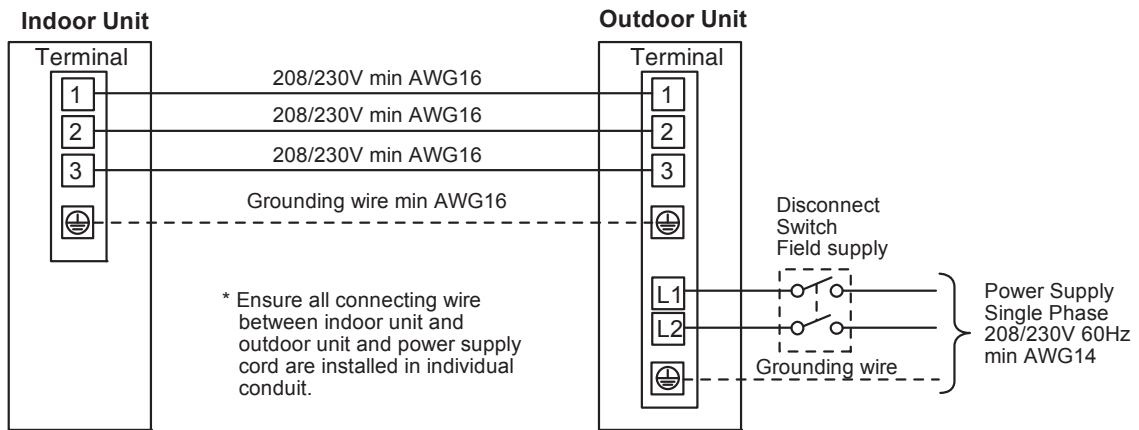 Indoor Unit
Outdoor Unit
Terminal
Terminal
1
208/230V min AWG16
1
2
208/230V min AWG16
2
3
208/230V min AWG16
3
Grounding wire min AWG16
Disconnect
Switch
Field supply
* Ensure all connecting wire
between indoor unit and
outdoor unit and power supply
cord are installed in individual
conduit.
L1
L2
Grounding wire
Power Supply
Single Phase
208/230V 60Hz
min AWG14